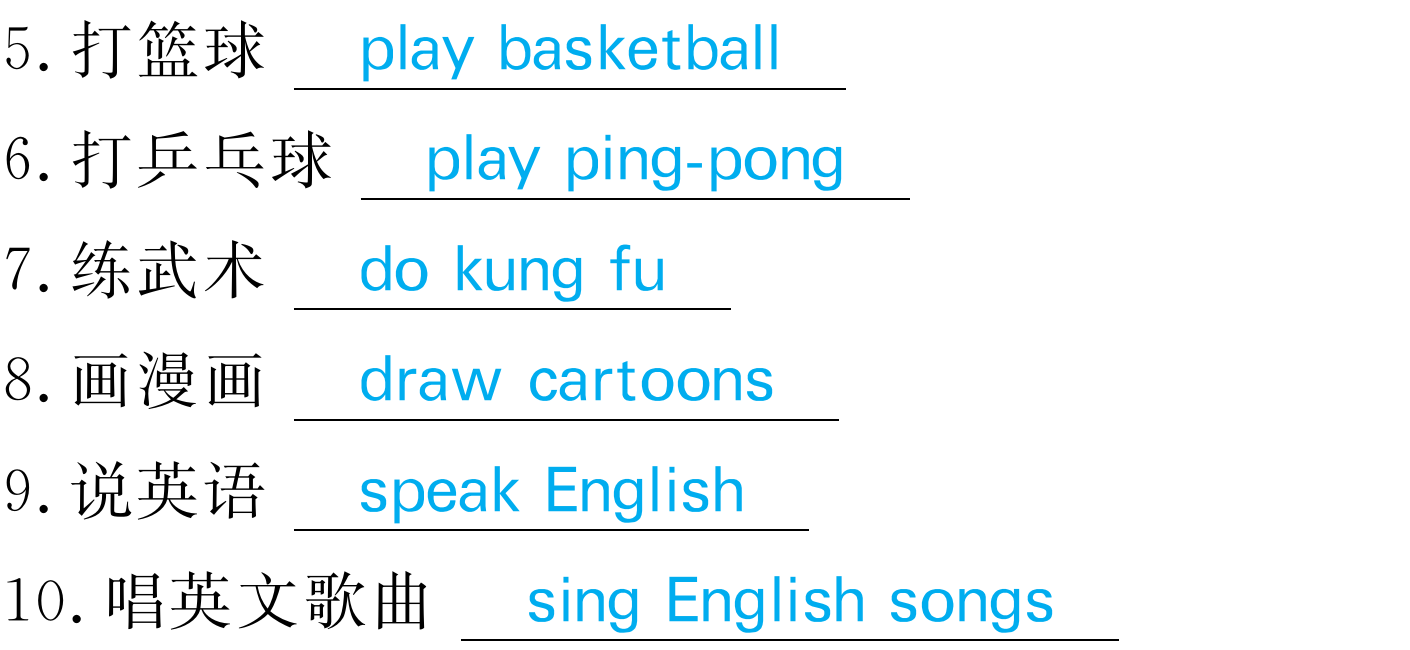 5. 打篮球 play basketball
6. 打乒乓球 play ping-pong
7. 练武术 do kung fu
8. 画漫画 draw cartoons
9. 说英语 speak English
10. 唱英文歌曲 sing English songs